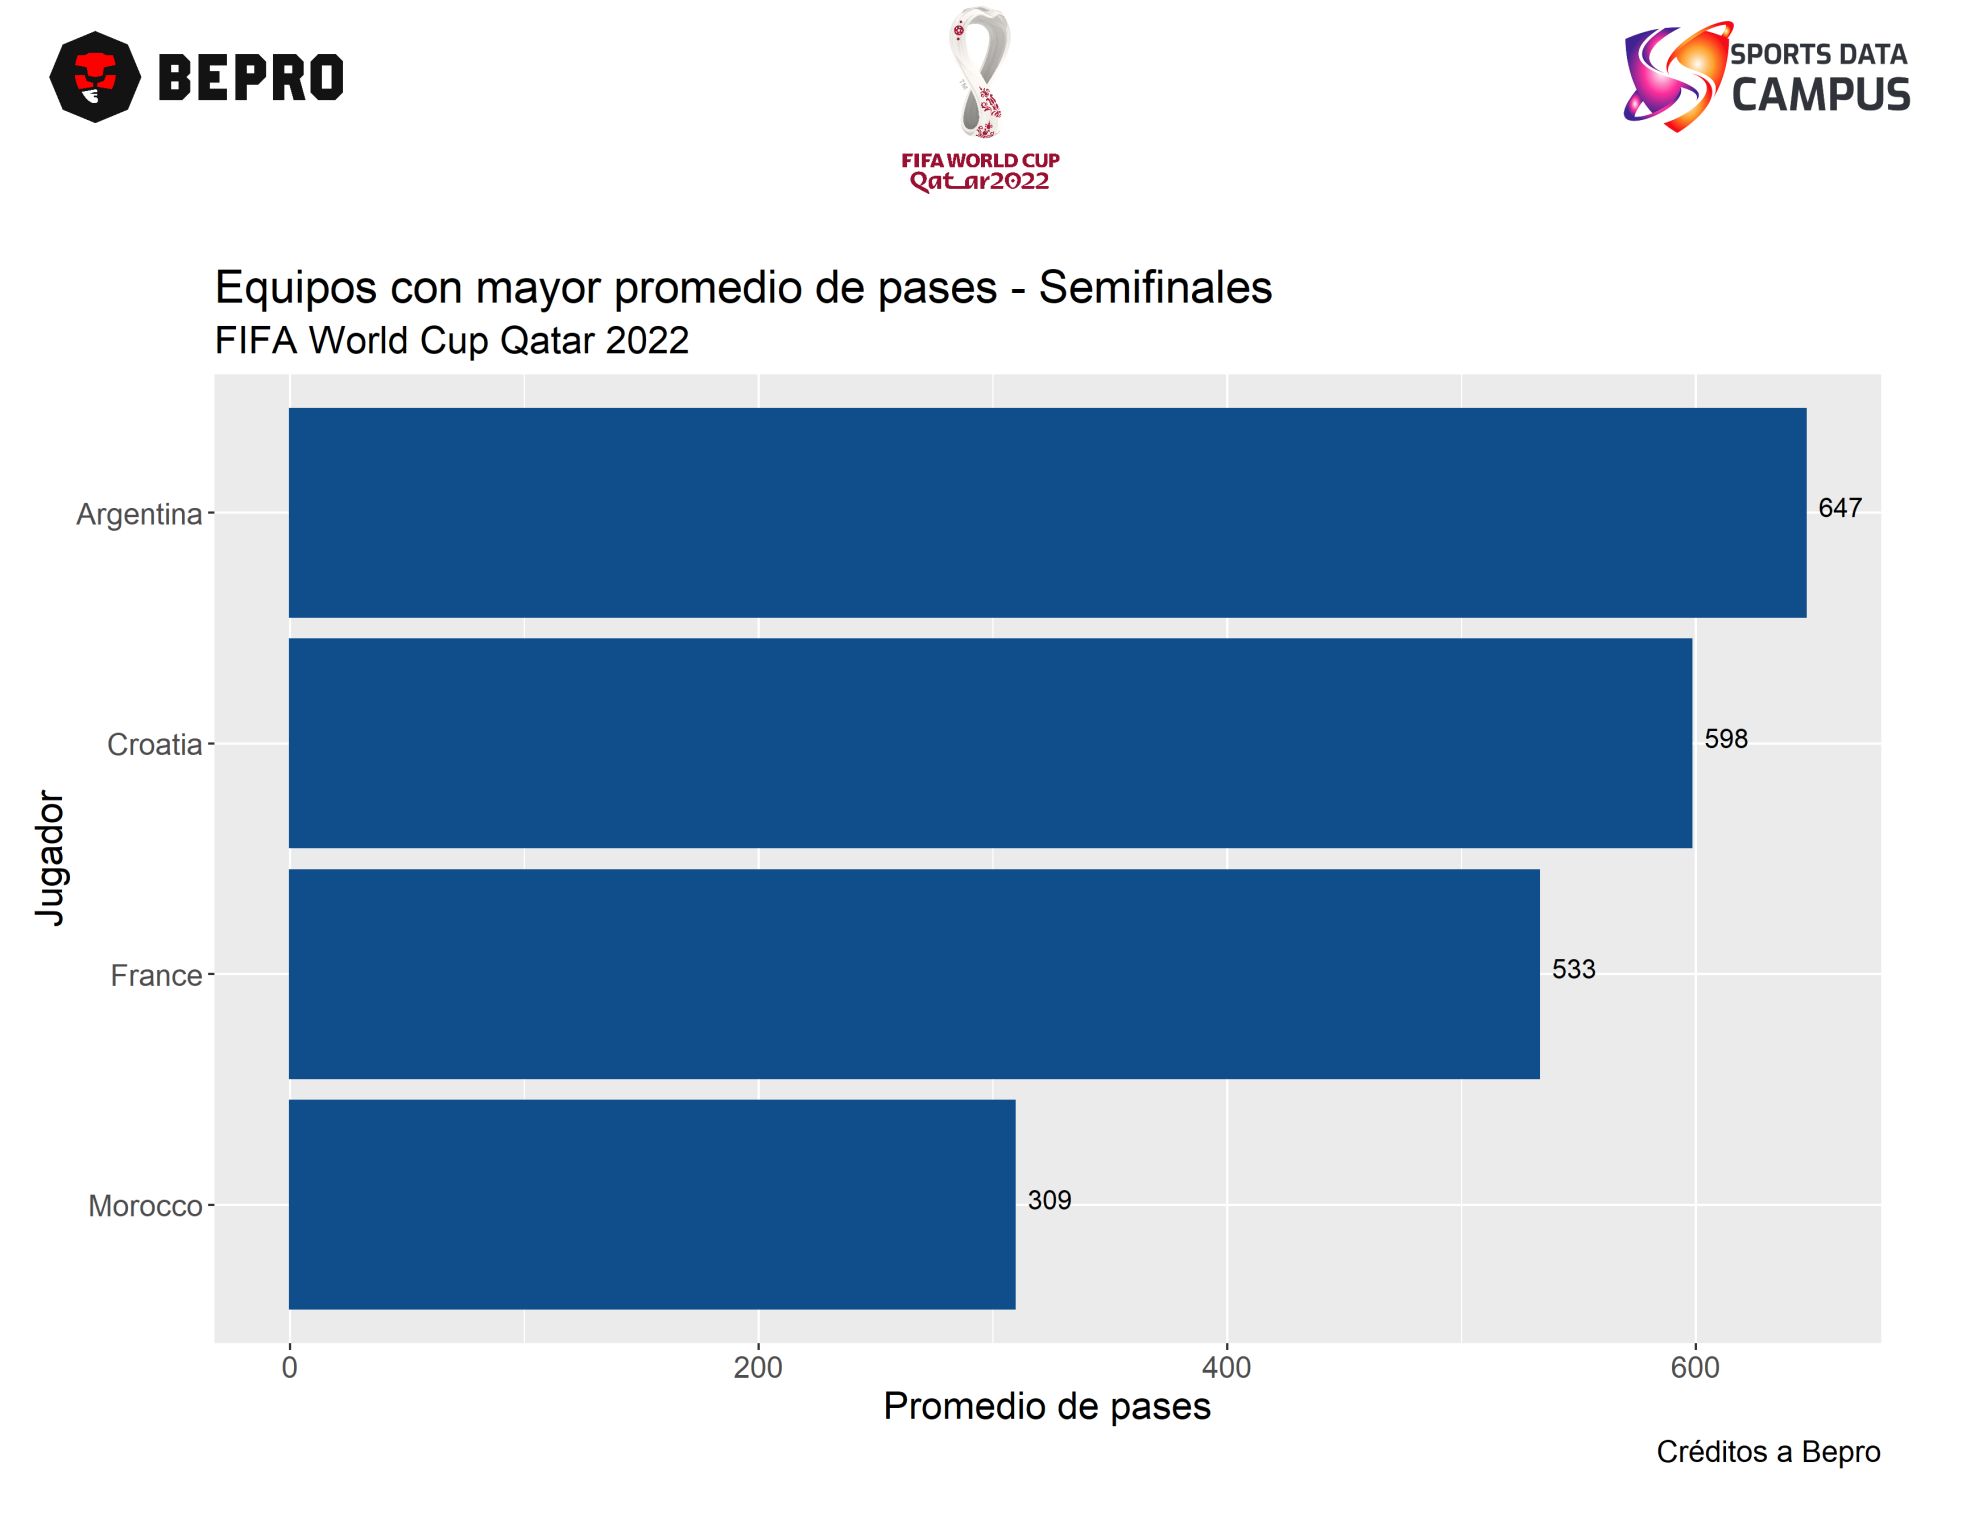 BEPRO
TM
FIFA WORLD CUP
Qatar2022
SPORTS DATA
CAMPUS
Equipos con mayor promedio de pases - Semifinales
FIFA World Cup Qatar 2022
Jugador
Argentina
647
Croatia
598
France
533
Morocco
309
0 200 400 600
Promedio de pases
Créditos a Bepro